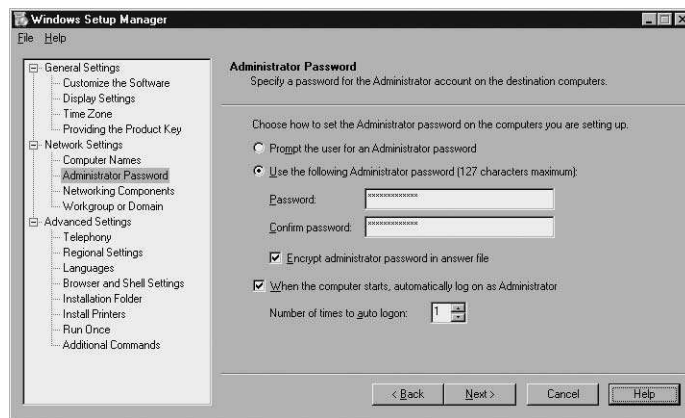 Windows Setup Manager
File Help
General Settings
Customize the Software
Display Settings
Time Zone
Providing the Product Key
Network Settings
Computer Names
Administrator Password
Networking Components
Workgroup or Domain
Advanced Settings
Telephony
Regional Settings
Languages
Browser and Shell Settings
Installation Folder
Install Printers
Run Once
Additional Commands
Administrator Password
Specify a password for the Administrator account on the destination computers.
Choose how to set the Administrator password on the computers you are setting up.
Prompt the user for an Administrator password
Use the following Administrator password (127 characters maximum):
Password: *************
Confirm password: *************
Encrypt administrator password in answer file
When the computer starts, automatically log on as Administrator
Number of times to auto logon: 1
< Back Next > Cancel Help